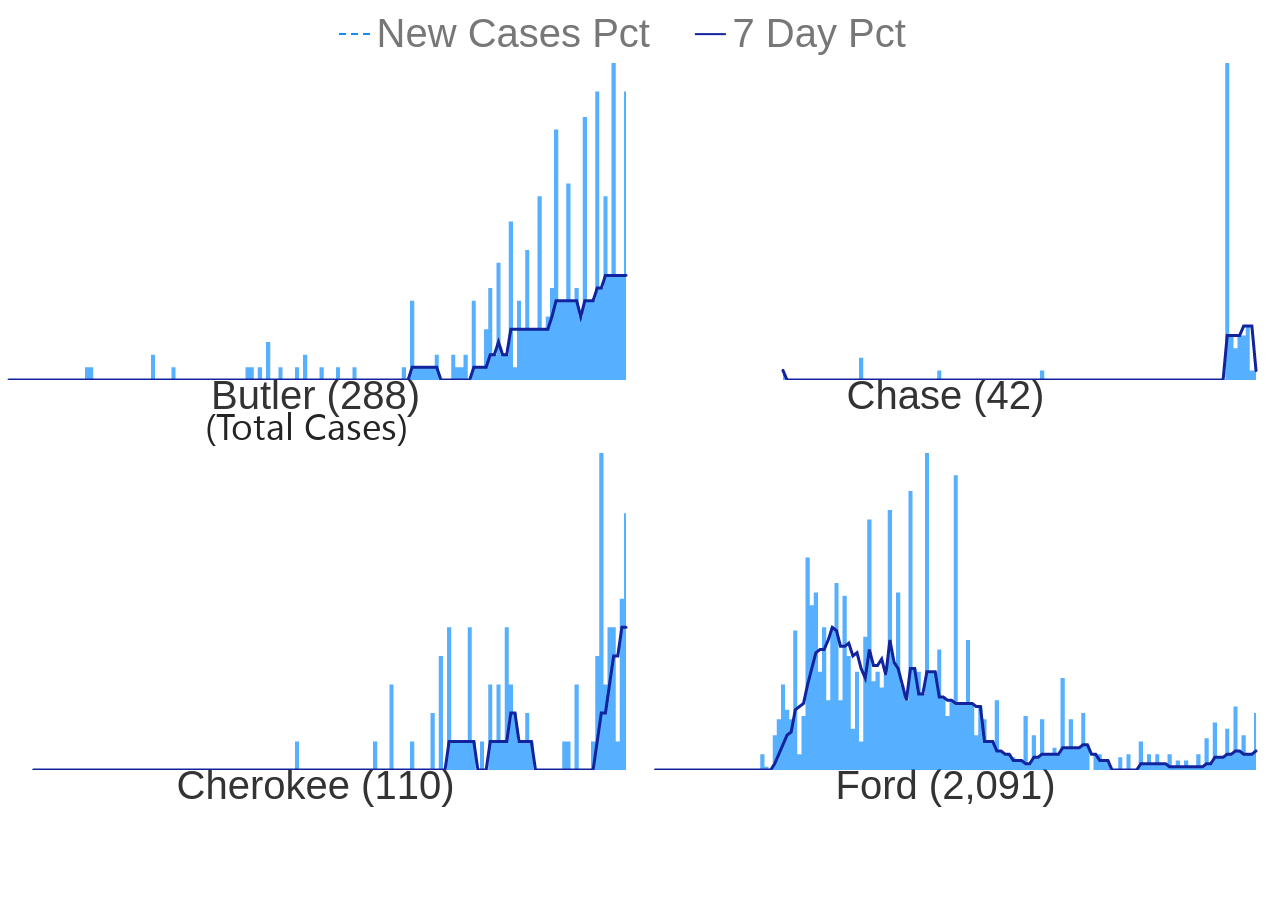 New Cases Pct 7 Day Pct
Butler (288) Chase (42)
(Total Cases)
Cherokee (110) Ford (2,091)